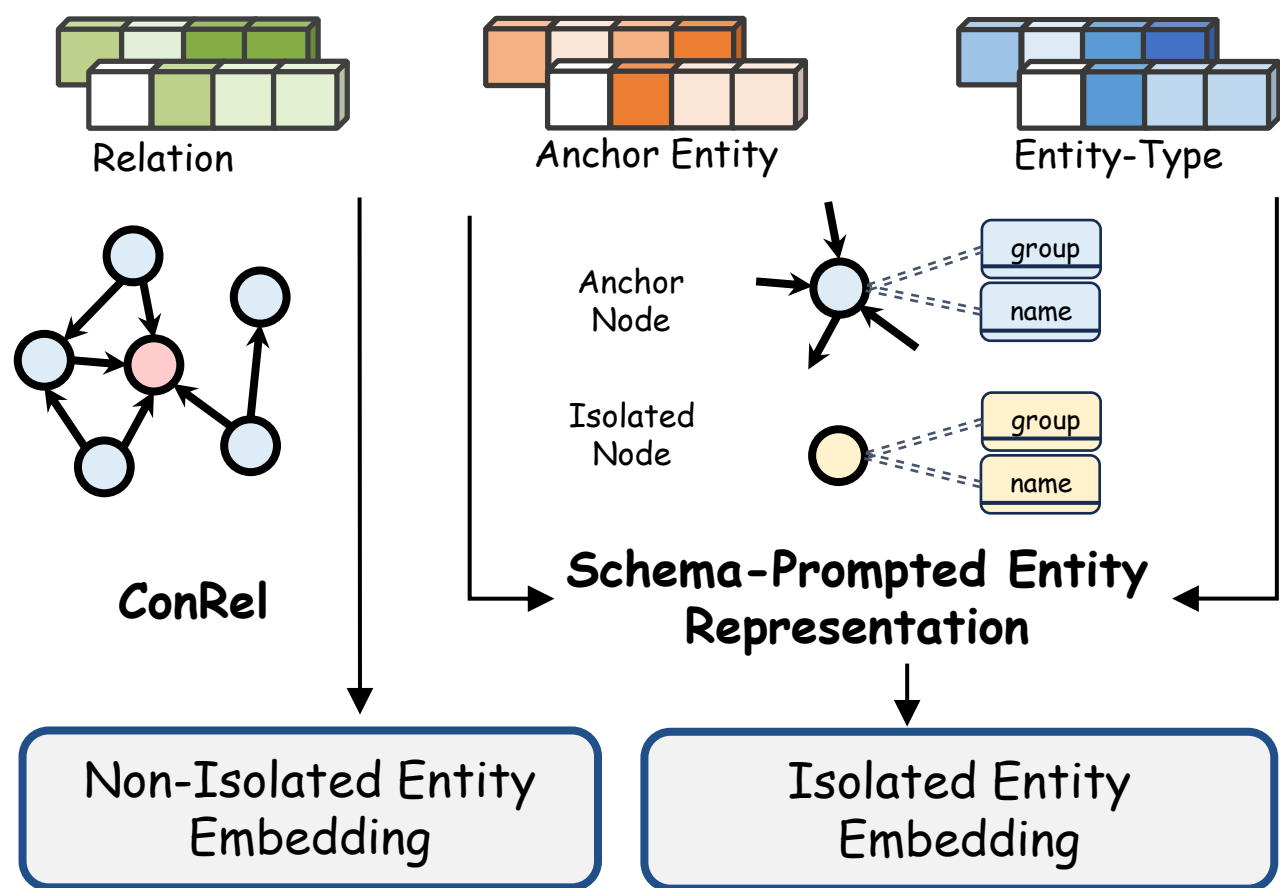 Relation
Anchor Entity
Entity-Type
Anchor
Node
group
name
Isolated
Node
group
name
ConRel
Schema-Prompted Entity
Representation
Non-Isolated Entity
Embedding
Isolated Entity
Embedding